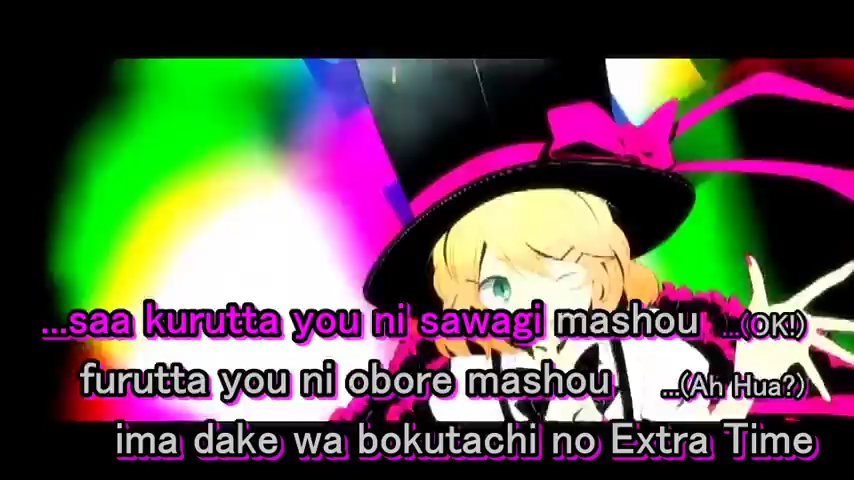 ...saa kurutta you ni sawagi mashou ...(OK!)
furutta you ni obore mashou ...(Ah Hua?)
ima dake wa bokutachi no Extra Time